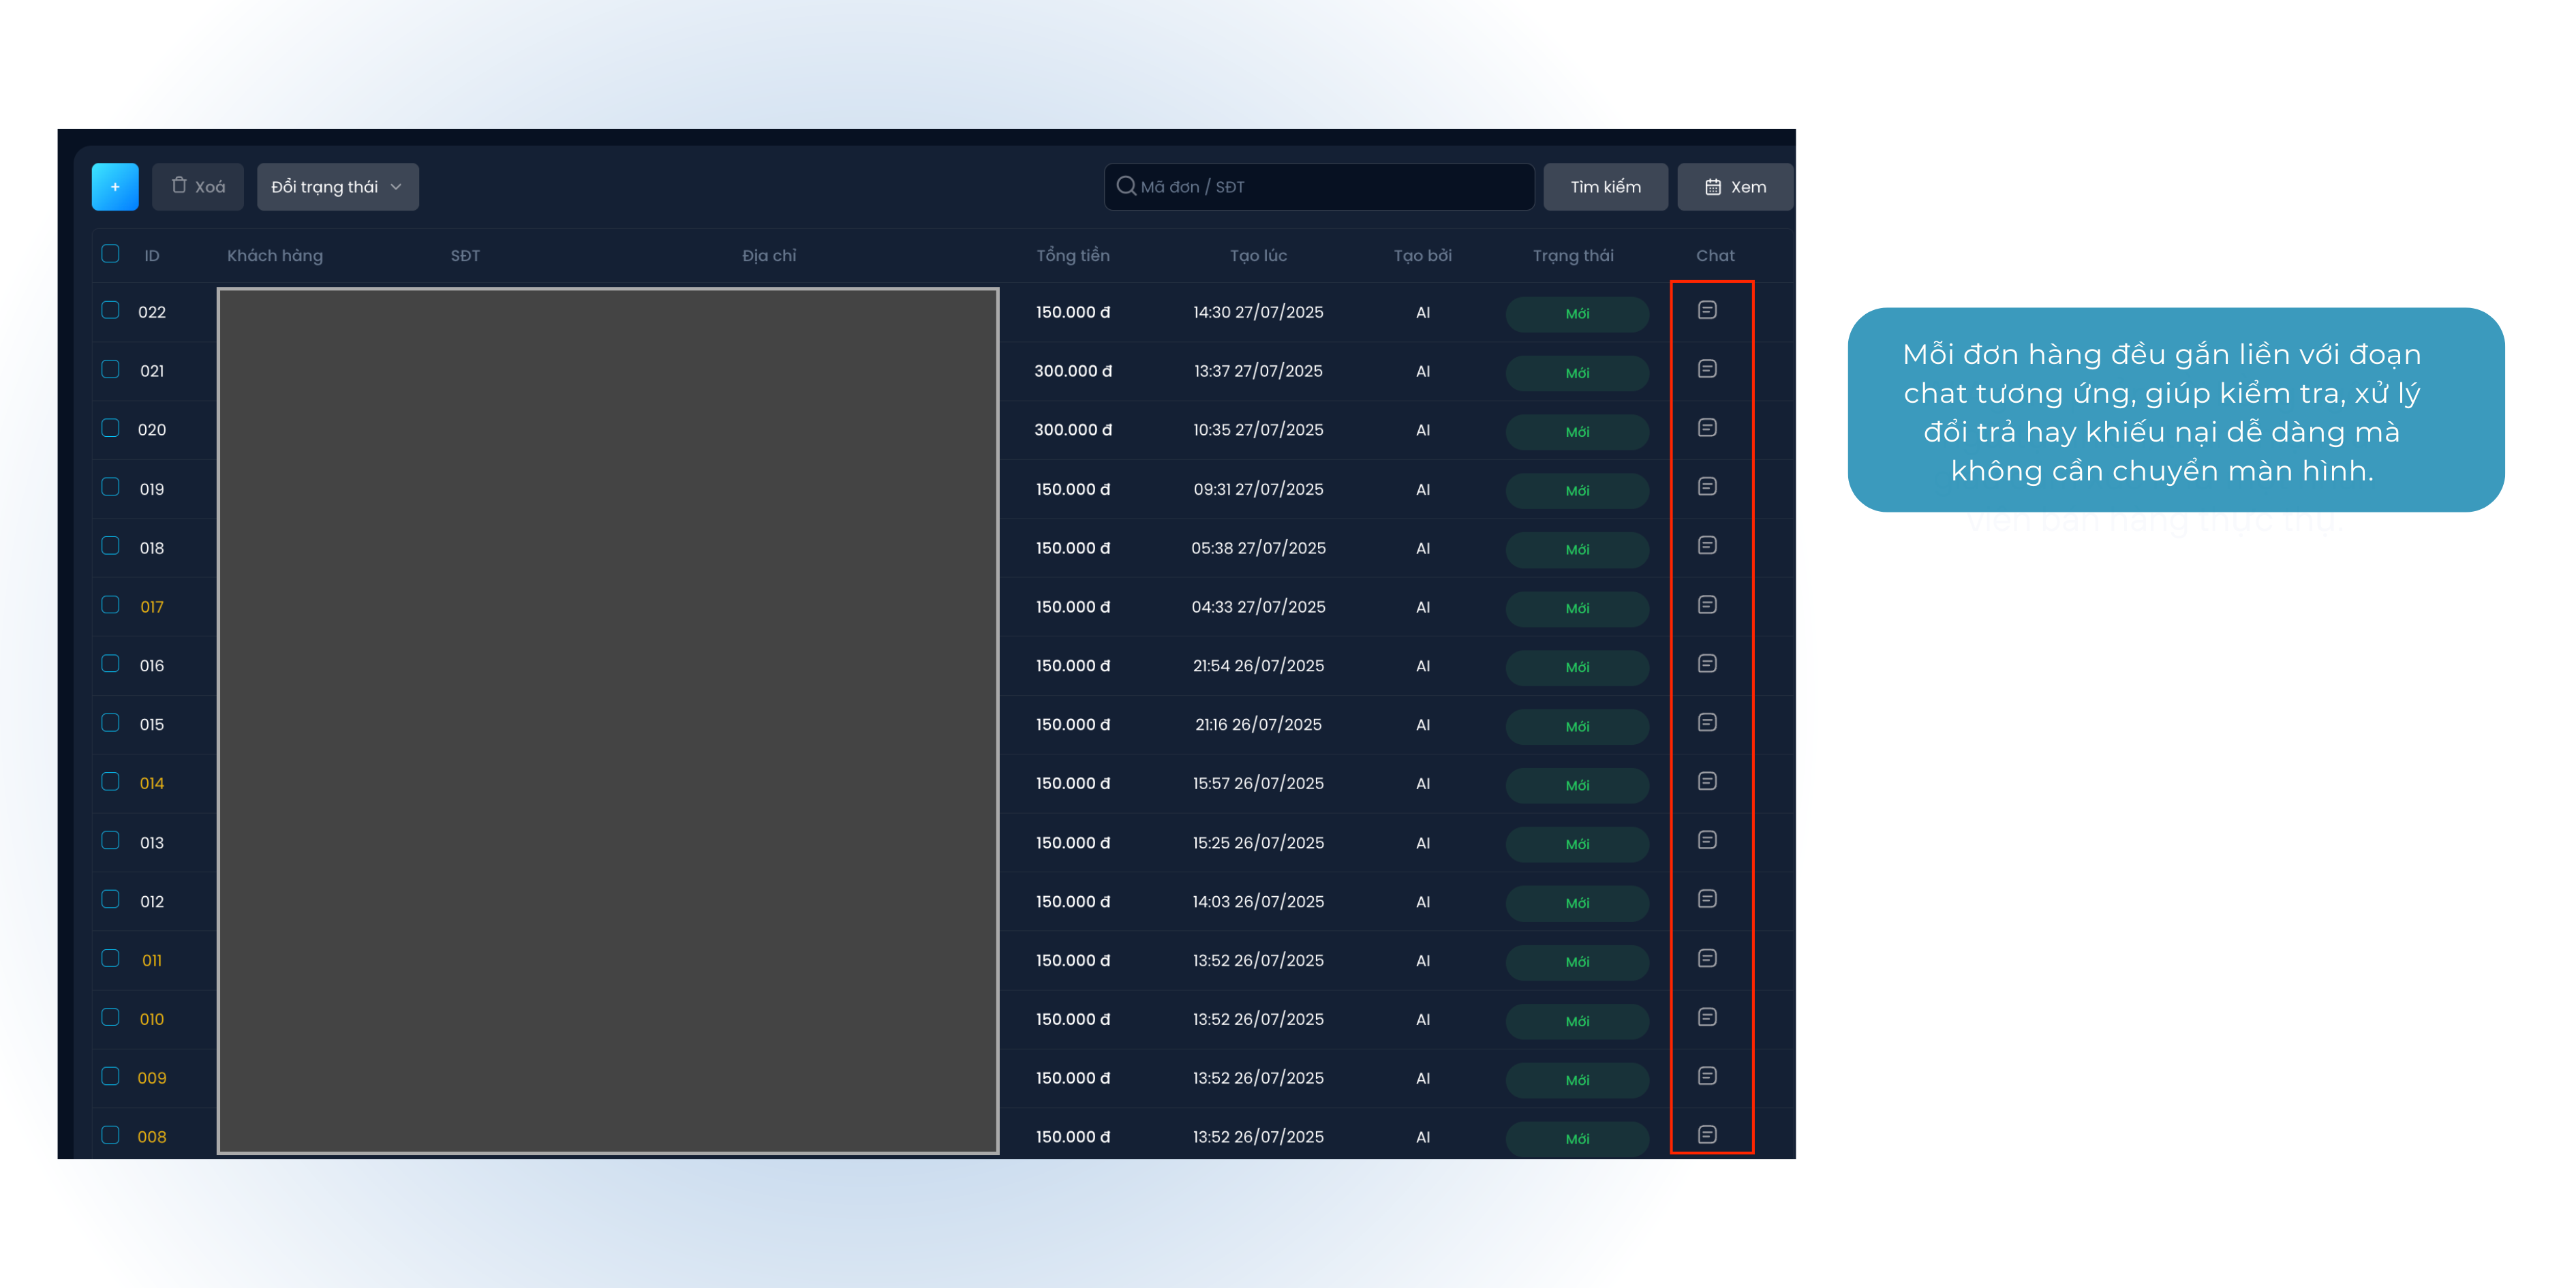 + Xoá Đổi trạng thái Mã đơn / SĐT Tìm kiếm Xem
ID Khách hàng SĐT Địa chỉ Tổng tiền Tạo lúc Tạo bởi Trạng thái Chat
022 150.000 đ 14:30 27/07/2025 AI Mới
021 300.000 đ 13:37 27/07/2025 AI Mới
020 300.000 đ 10:35 27/07/2025 AI Mới
019 150.000 đ 09:31 27/07/2025 AI Mới
018 150.000 đ 05:38 27/07/2025 AI Mới
017 150.000 đ 04:33 27/07/2025 AI Mới
016 150.000 đ 21:54 26/07/2025 AI Mới
015 150.000 đ 21:16 26/07/2025 AI Mới
014 150.000 đ 15:57 26/07/2025 AI Mới
013 150.000 đ 15:25 26/07/2025 AI Mới
012 150.000 đ 14:03 26/07/2025 AI Mới
011 150.000 đ 13:52 26/07/2025 AI Mới
010 150.000 đ 13:52 26/07/2025 AI Mới
009 150.000 đ 13:52 26/07/2025 AI Mới
008 150.000 đ 13:52 26/07/2025 AI Mới
Mỗi đơn hàng đều gắn liền với đoạn
chat tương ứng, giúp kiểm tra, xử lý
đổi trả hay khiếu nại dễ dàng mà
không cần chuyển màn hình.